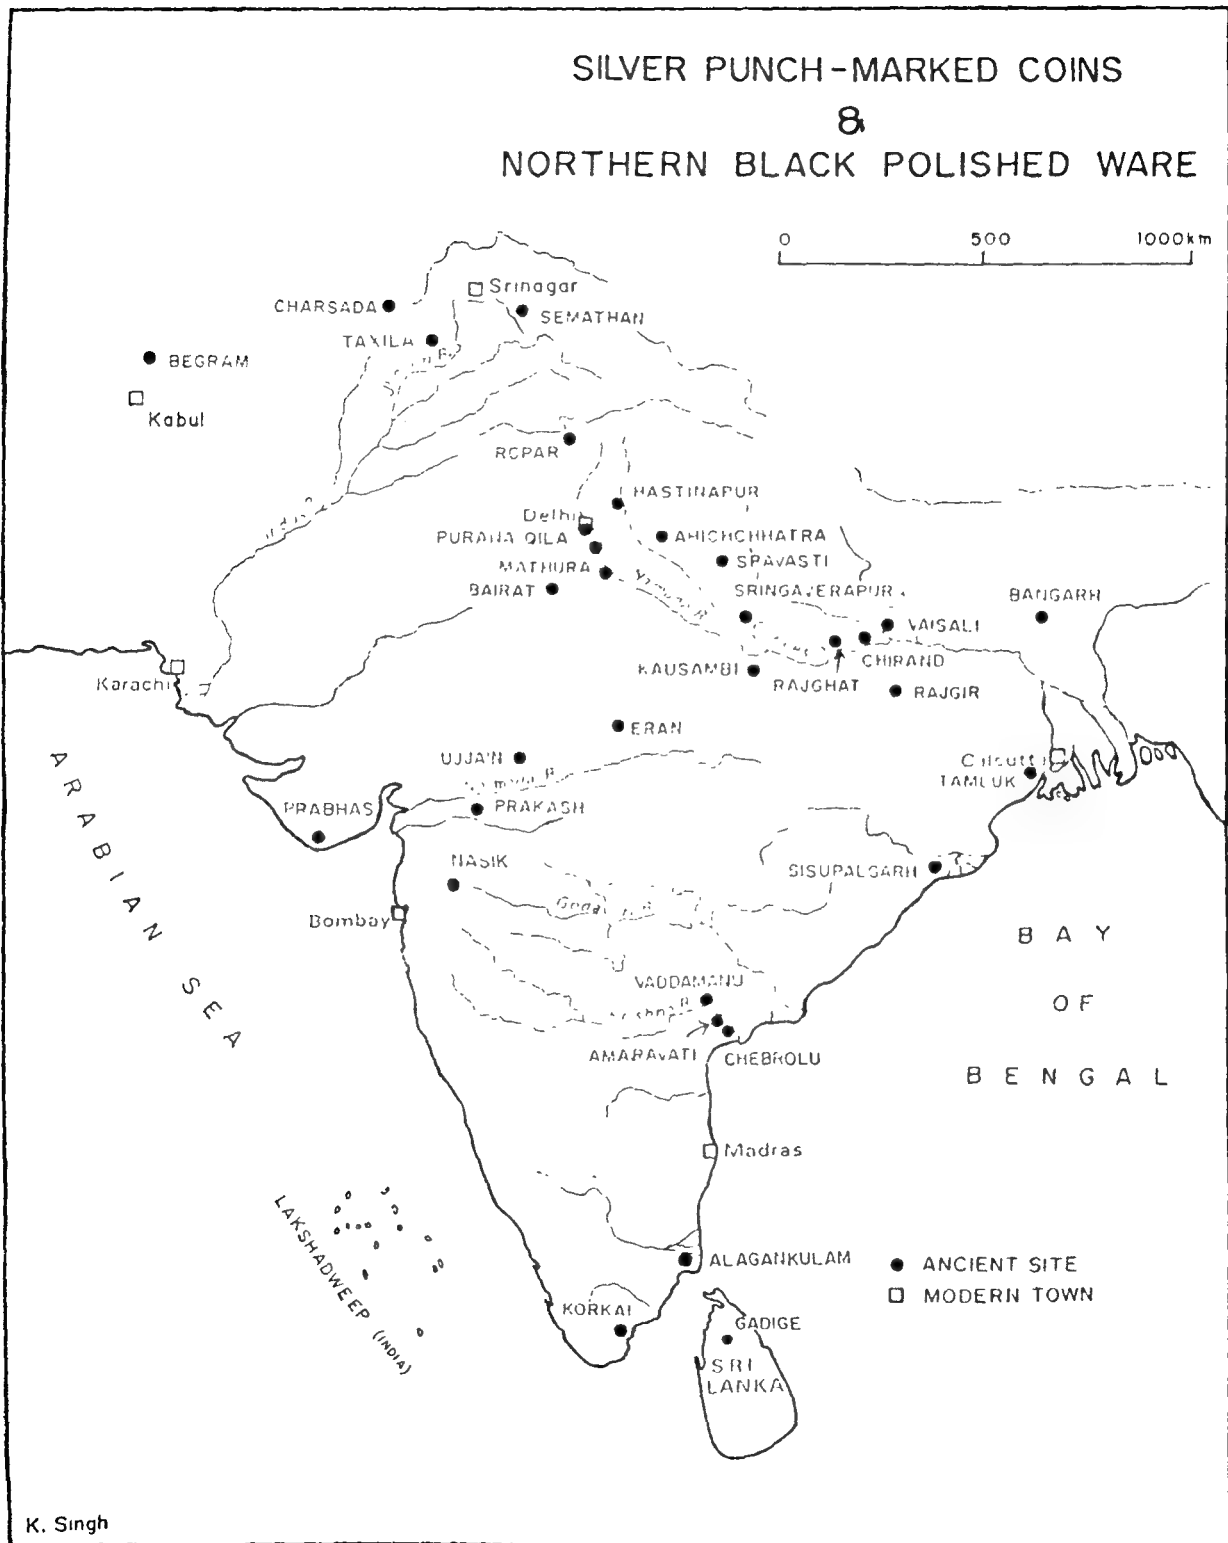 SILVER PUNCH-MARKED COINS
&
NORTHERN BLACK POLISHED WARE
0 500 1000km
Srinagar
CHARSADA
SEMATHAN
TAXILA
BEGRAM
Kabul
ROPAR
HASTINAPUR
Delhi
PURANA QILA
AHICHCHHATRA
MATHURA
SRAVASTI
BAIRAT
Yamuna R
SRINGAVERAPUR
BANGARH
VAISALI
KAUSAMBI
CHIRAND
RAJGHAT
RAJGIR
Karachi
ERAN
UJJAIN
Calcutta
TAMLUK
PRABHAS
PRAKASH
NASIK
SISUPALGARH
Bombay
ARABIAN SEA
BAY
OF
BENGAL
VADDAMANU
AMARAVATI
CHEBROLU
Madras
LAKSHADWEEP (INDIA)
ALAGANKULAM
KORKAI
GADIGE
SRI
LANKA
ANCIENT SITE
MODERN TOWN
K. Singh